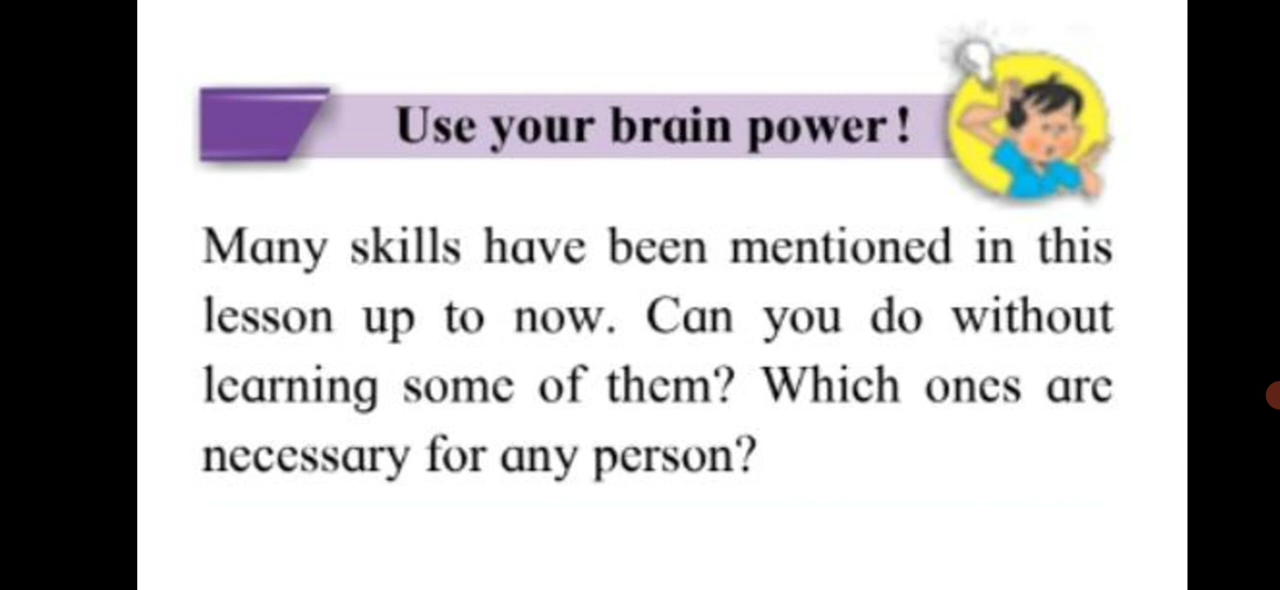 Use your brain power!
Many skills have been mentioned in this
lesson up to now. Can you do without
learning some of them? Which ones are
necessary for any person?